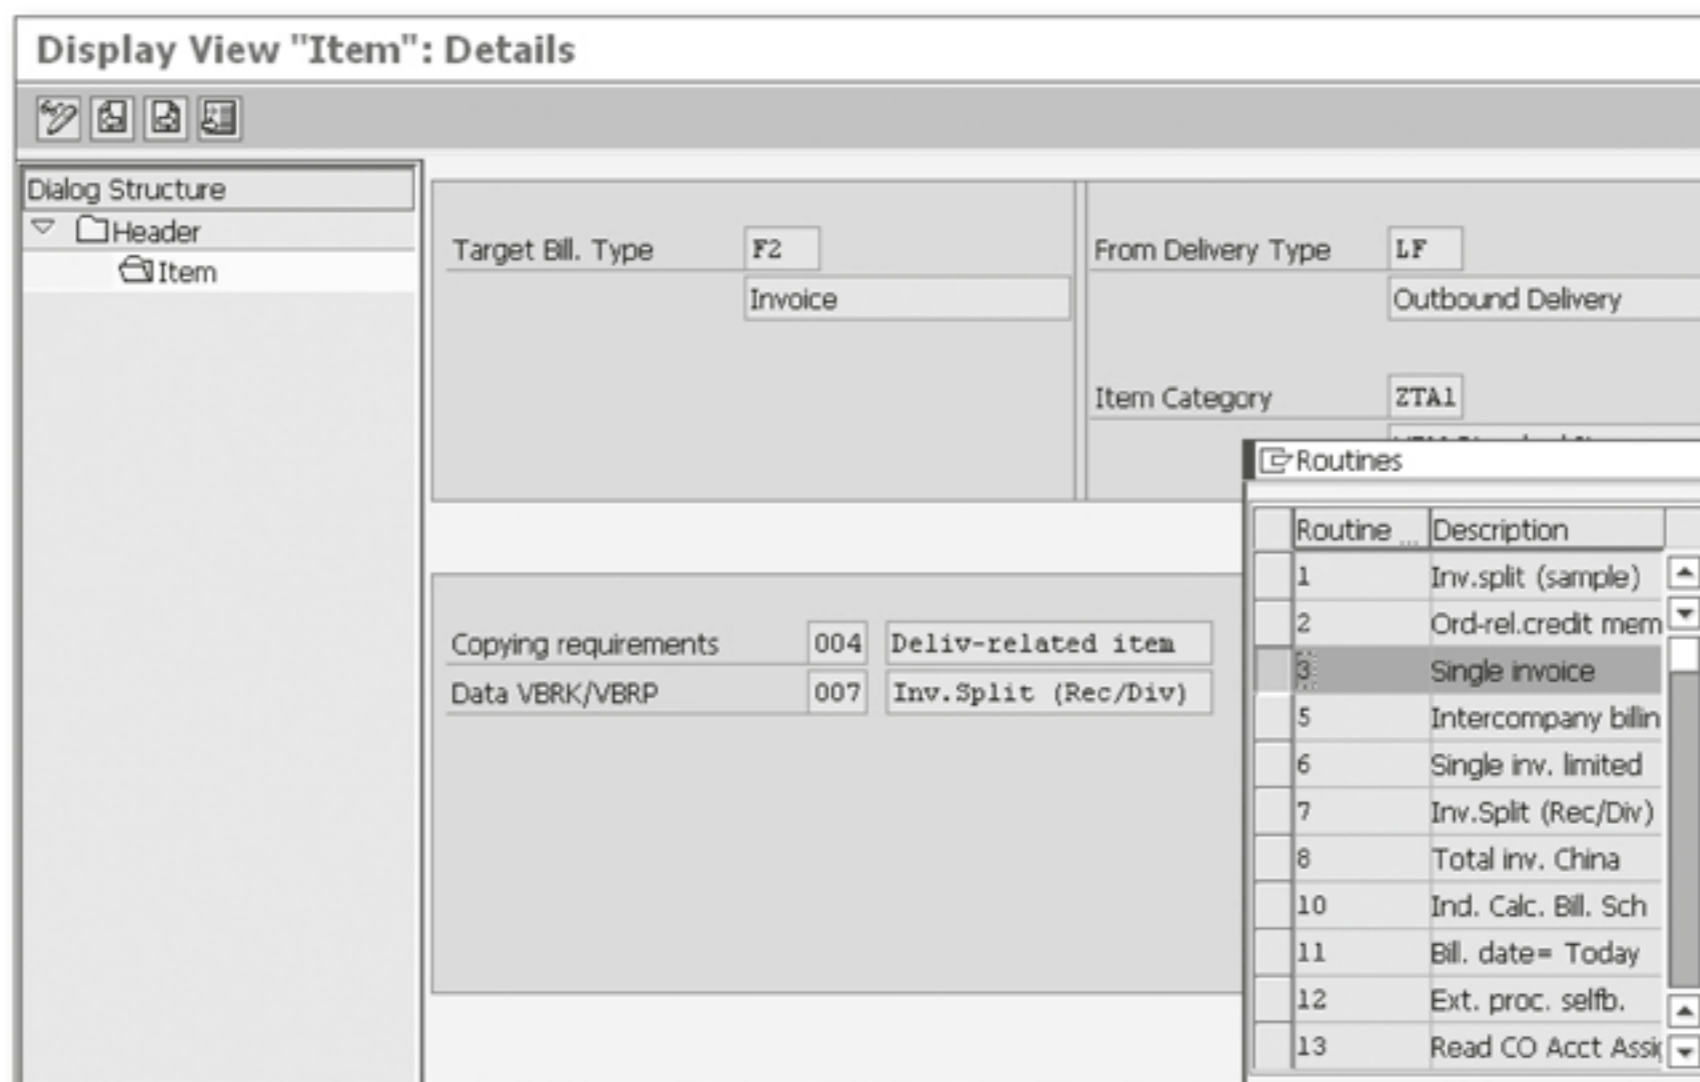 Display View "Item": Details
Dialog Structure
Header
Item
Target Bill. Type F2
Invoice
From Delivery Type LF
Outbound Delivery
Item Category ZTA1
Copying requirements 004 Deliv-related item
Data VBRK/VBRP 007 Inv.Split (Rec/Div)
Routines
Routine ... Description
1 Inv.split (sample)
2 Ord-rel.credit mem
3 Single invoice
5 Intercompany billin
6 Single inv. limited
7 Inv.Split (Rec/Div)
8 Total inv. China
10 Ind. Calc. Bill. Sch
11 Bill. date= Today
12 Ext. proc. selfb.
13 Read CO Acct Assi